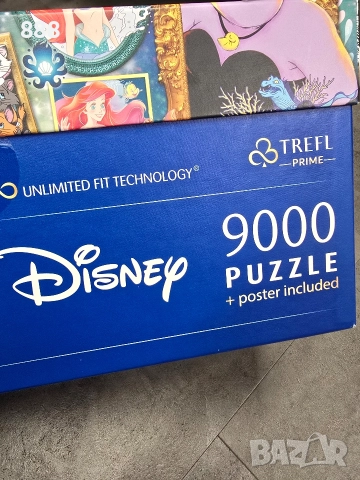 TREFL
PRIME
UNLIMITED FIT TECHNOLOGY®
Disney
9000
PUZZLE
+ poster included
BAZAR